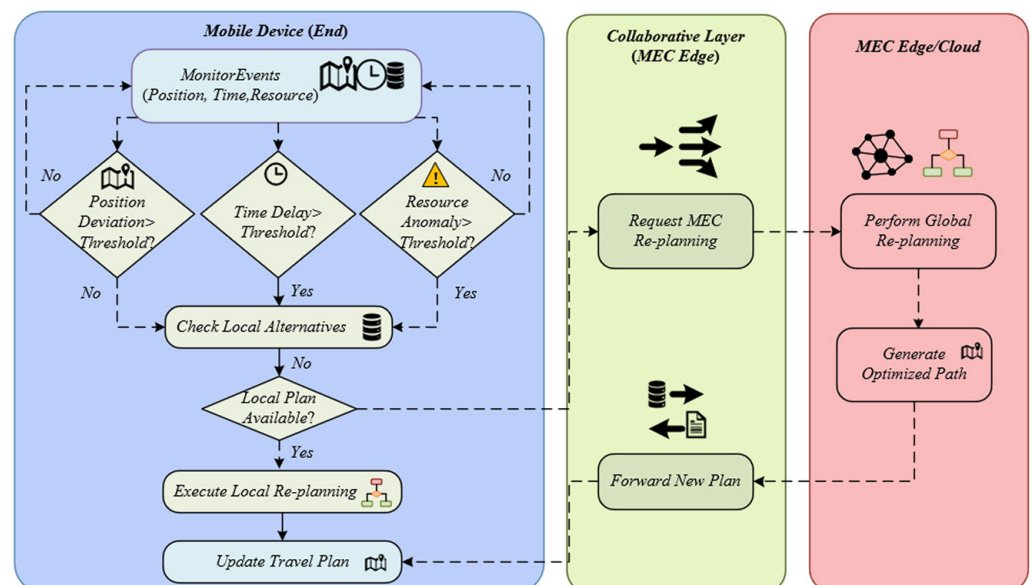 Mobile Device (End)
MonitorEvents
(Position, Time,Resource)
No
Position
Deviation>
Threshold?
Time Delay>
Threshold?
Resource
Anomaly>
Threshold?
No
No
Yes
Yes
Check Local Alternatives
No
Local Plan
Available?
Yes
Execute Local Re-planning
Update Travel Plan
Collaborative Layer
(MEC Edge)
Request MEC
Re-planning
Forward New Plan
MEC Edge/Cloud
Perform Global
Re-planning
Generate
Optimized Path